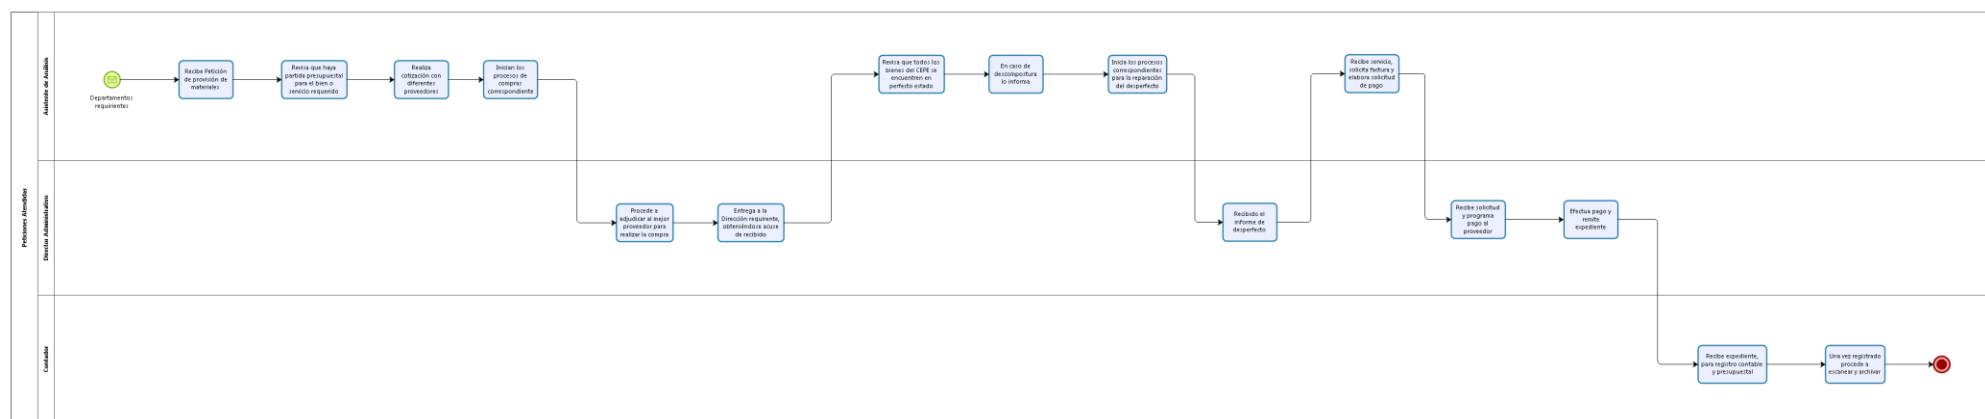 Peticiones Atendidas
Asistente de Análisis
Departamentos
requirientes
Recibe Petición
de provisión de
materiales
Revisa que haya
partida presupuestal
para el bien o
servicio requerido
Realiza
cotización con
diferentes
proveedores
Inician los
procesos de
compras
correspondiente
Revisa que todos los
bienes del CEPE se
encuentren en
perfecto estado
En caso de
descompostura
lo informa
Inicia los procesos
correspondientes
para la reparación
del desperfecto
Recibe servicio,
solicita factura y
elabora solicitud
de pago
Director Administrativo
Procede a
adjudicar al mejor
proveedor para
realizar la compra
Entrega a la
Dirección requirente,
obteniéndose acuse
de recibido
Recibido el
informe de
desperfecto
Recibe solicitud
y programa
pago al
proveedor
Efectua pago y
remite
expediente
Contador
Recibe expediente,
para registro contable
y presupuestal
Una vez registrado
procede a
escanear y archivar